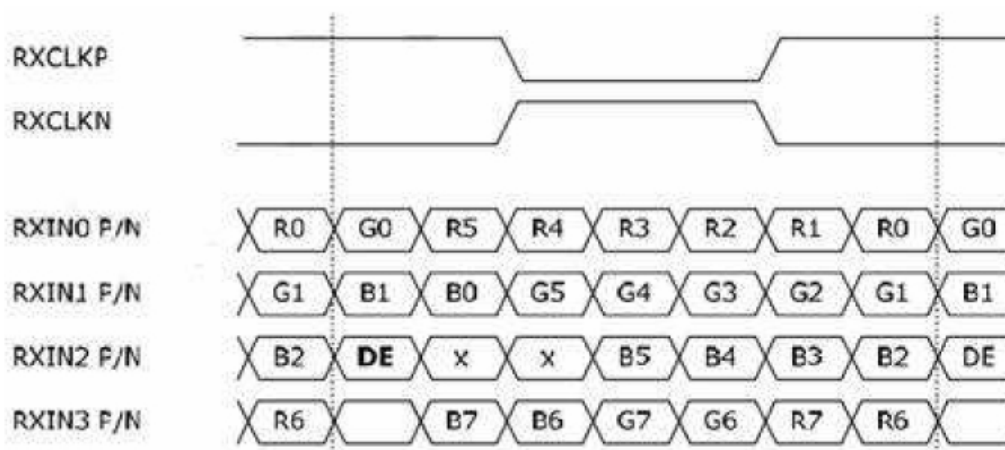 RXCLKP
RXCLKN
RXIN0 P/N R0 G0 R5 R4 R3 R2 R1 R0 G0
RXIN1 P/N G1 B1 B0 G5 G4 G3 G2 G1 B1
RXIN2 P/N B2 DE x x B5 B4 B3 B2 DE
RXIN3 P/N R6 B7 B6 G7 G6 R7 R6